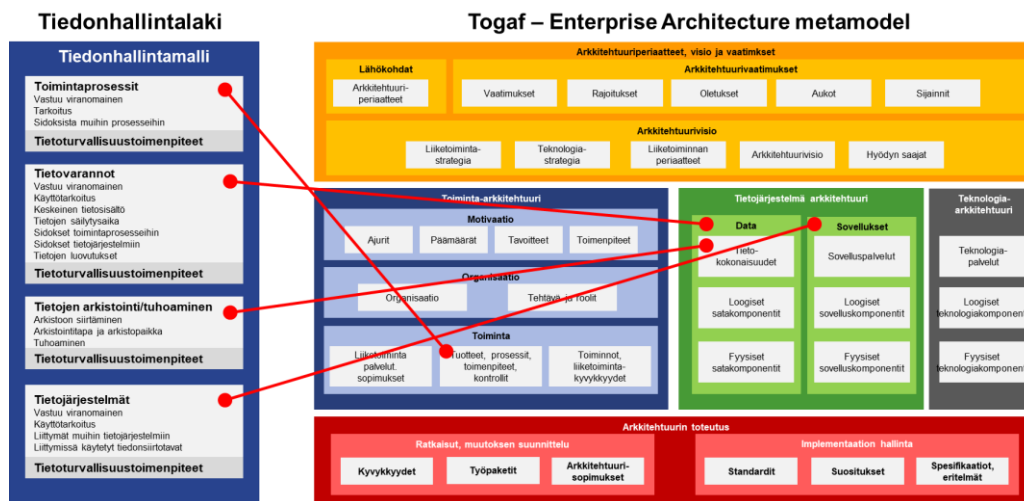 Tiedonhallintalaki
Togaf – Enterprise Architecture metamodel
Tiedonhallintamalli
Toimintaprosessit
Vastuu viranomainen
Tarkoitus
Sidoksista muihin prosesseihin
Tietoturvallisuustoimenpiteet
Tietovarannot
Vastuu viranomainen
Käyttötarkoitus
Keskeinen tietosisältö
Tietojen säilytysaika
Sidokset toimintaprosesseihin
Sidokset tietojärjestelmiin
Tietojen luovutukset
Tietoturvallisuustoimenpiteet
Tietojen arkistointi/tuhoaminen
Arkistoon siirtäminen
Arkistointitapa ja arkistopaikka
Tuhoaminen
Tietoturvallisuustoimenpiteet
Tietojärjestelmät
Vastuu viranomainen
Käyttötarkoitus
Liittymät muihin tietojärjestelmiin
Liittymissä käytetyt tiedonsiirtotavat
Tietoturvallisuustoimenpiteet
Arkkitehtuuriperiaatteet, visio ja vaatimkset
Lähökohdat
Arkkitehtuuri-
periaatteet
Arkkitehtuurivaatimukset
Vaatimukset
Rajoitukset
Oletukset
Aukot
Sijainnit
Arkkitehtuurivisio
Liiketoiminta-
strategia
Teknologia-
strategia
Liiketoiminnan
periaatteet
Arkkitehtuurivisio
Hyödyn saajat
Toiminta-arkkitehtuuri
Motivaatio
Ajurit
Päämäärät
Tavoitteet
Toimenpiteet
Organisaatio
Organisaatio
Tehtävä ja roolit
Toiminta
Liiketoiminta
palvelut.
sopimukset
Tuotteet, prosessit,
toimenpiteet,
kontrollit
Toiminnot,
liiketoiminta-
kyvykkyydet
Tietojärjestelmä arkkitehtuuri
Data
Tieto-
kokonaisuudet
Loogiset
satakomponentit
Fyysiset
satakomponentit
Sovellukset
Sovelluspalvelut
Loogiset
sovelluskomponentit
Fyysiset
sovelluskomponentit
Teknologia-
arkkitehtuuri
Teknologia-
palvelut
Loogiset
teknologiakomponentit
Fyysiset
teknologiakomponentit
Arkkitehtuurin toteutus
Ratkaisut, muutoksen suunnittelu
Kyvykkyydet
Työpaketit
Arkkitehtuuri-
sopimukset
Implementaation hallinta
Standardit
Suositukset
Spesifikaatiot,
eritelmät